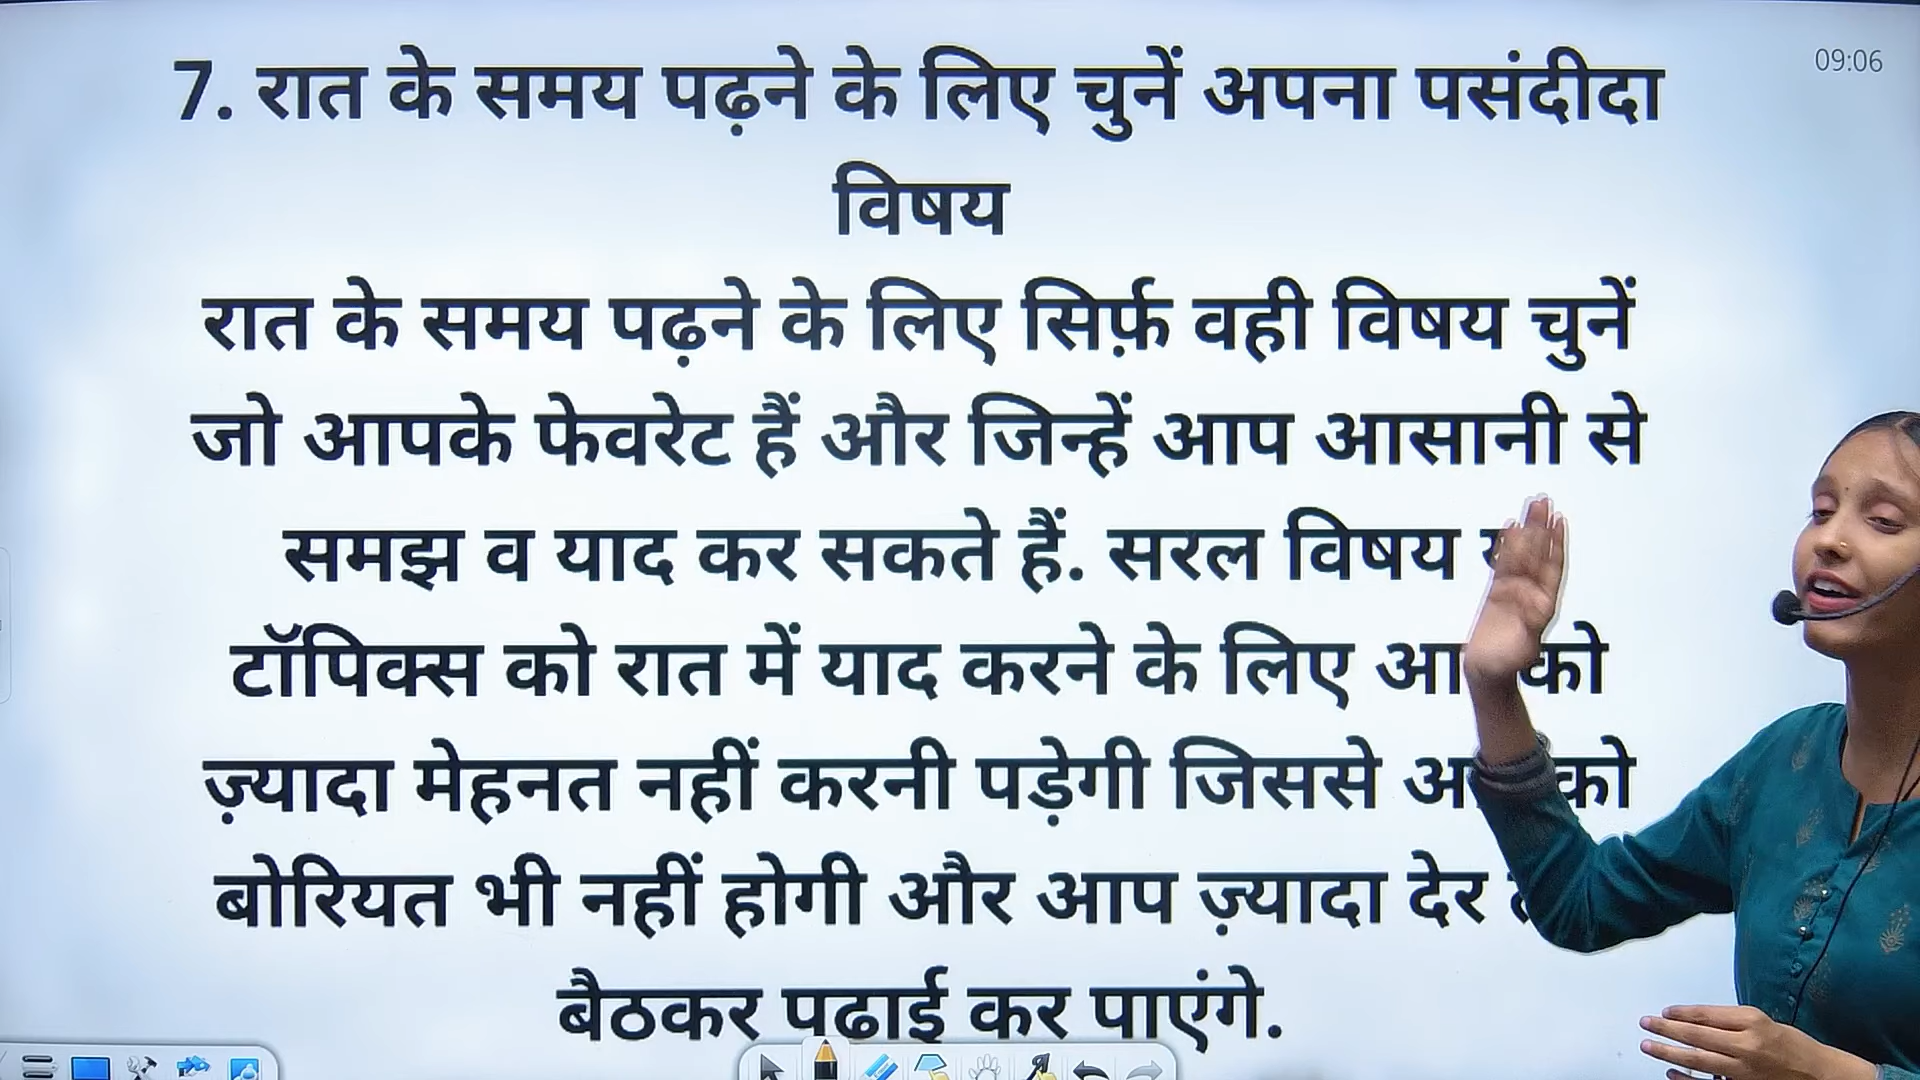 09:06
7. रात के समय पढ़ने के लिए चुनें अपना पसंदीदा
विषय
रात के समय पढ़ने के लिए सिर्फ़ वही विषय चुनें
जो आपके फेवरेट हैं और जिन्हें आप आसानी से
समझ व याद कर सकते हैं. सरल विषय
टॉपिक्स को रात में याद करने के लिए
ज़्यादा मेहनत नहीं करनी पड़ेगी जिससे
बोरियत भी नहीं होगी और आप ज़्यादा देर
बैठकर पढाई कर पाएंगे.